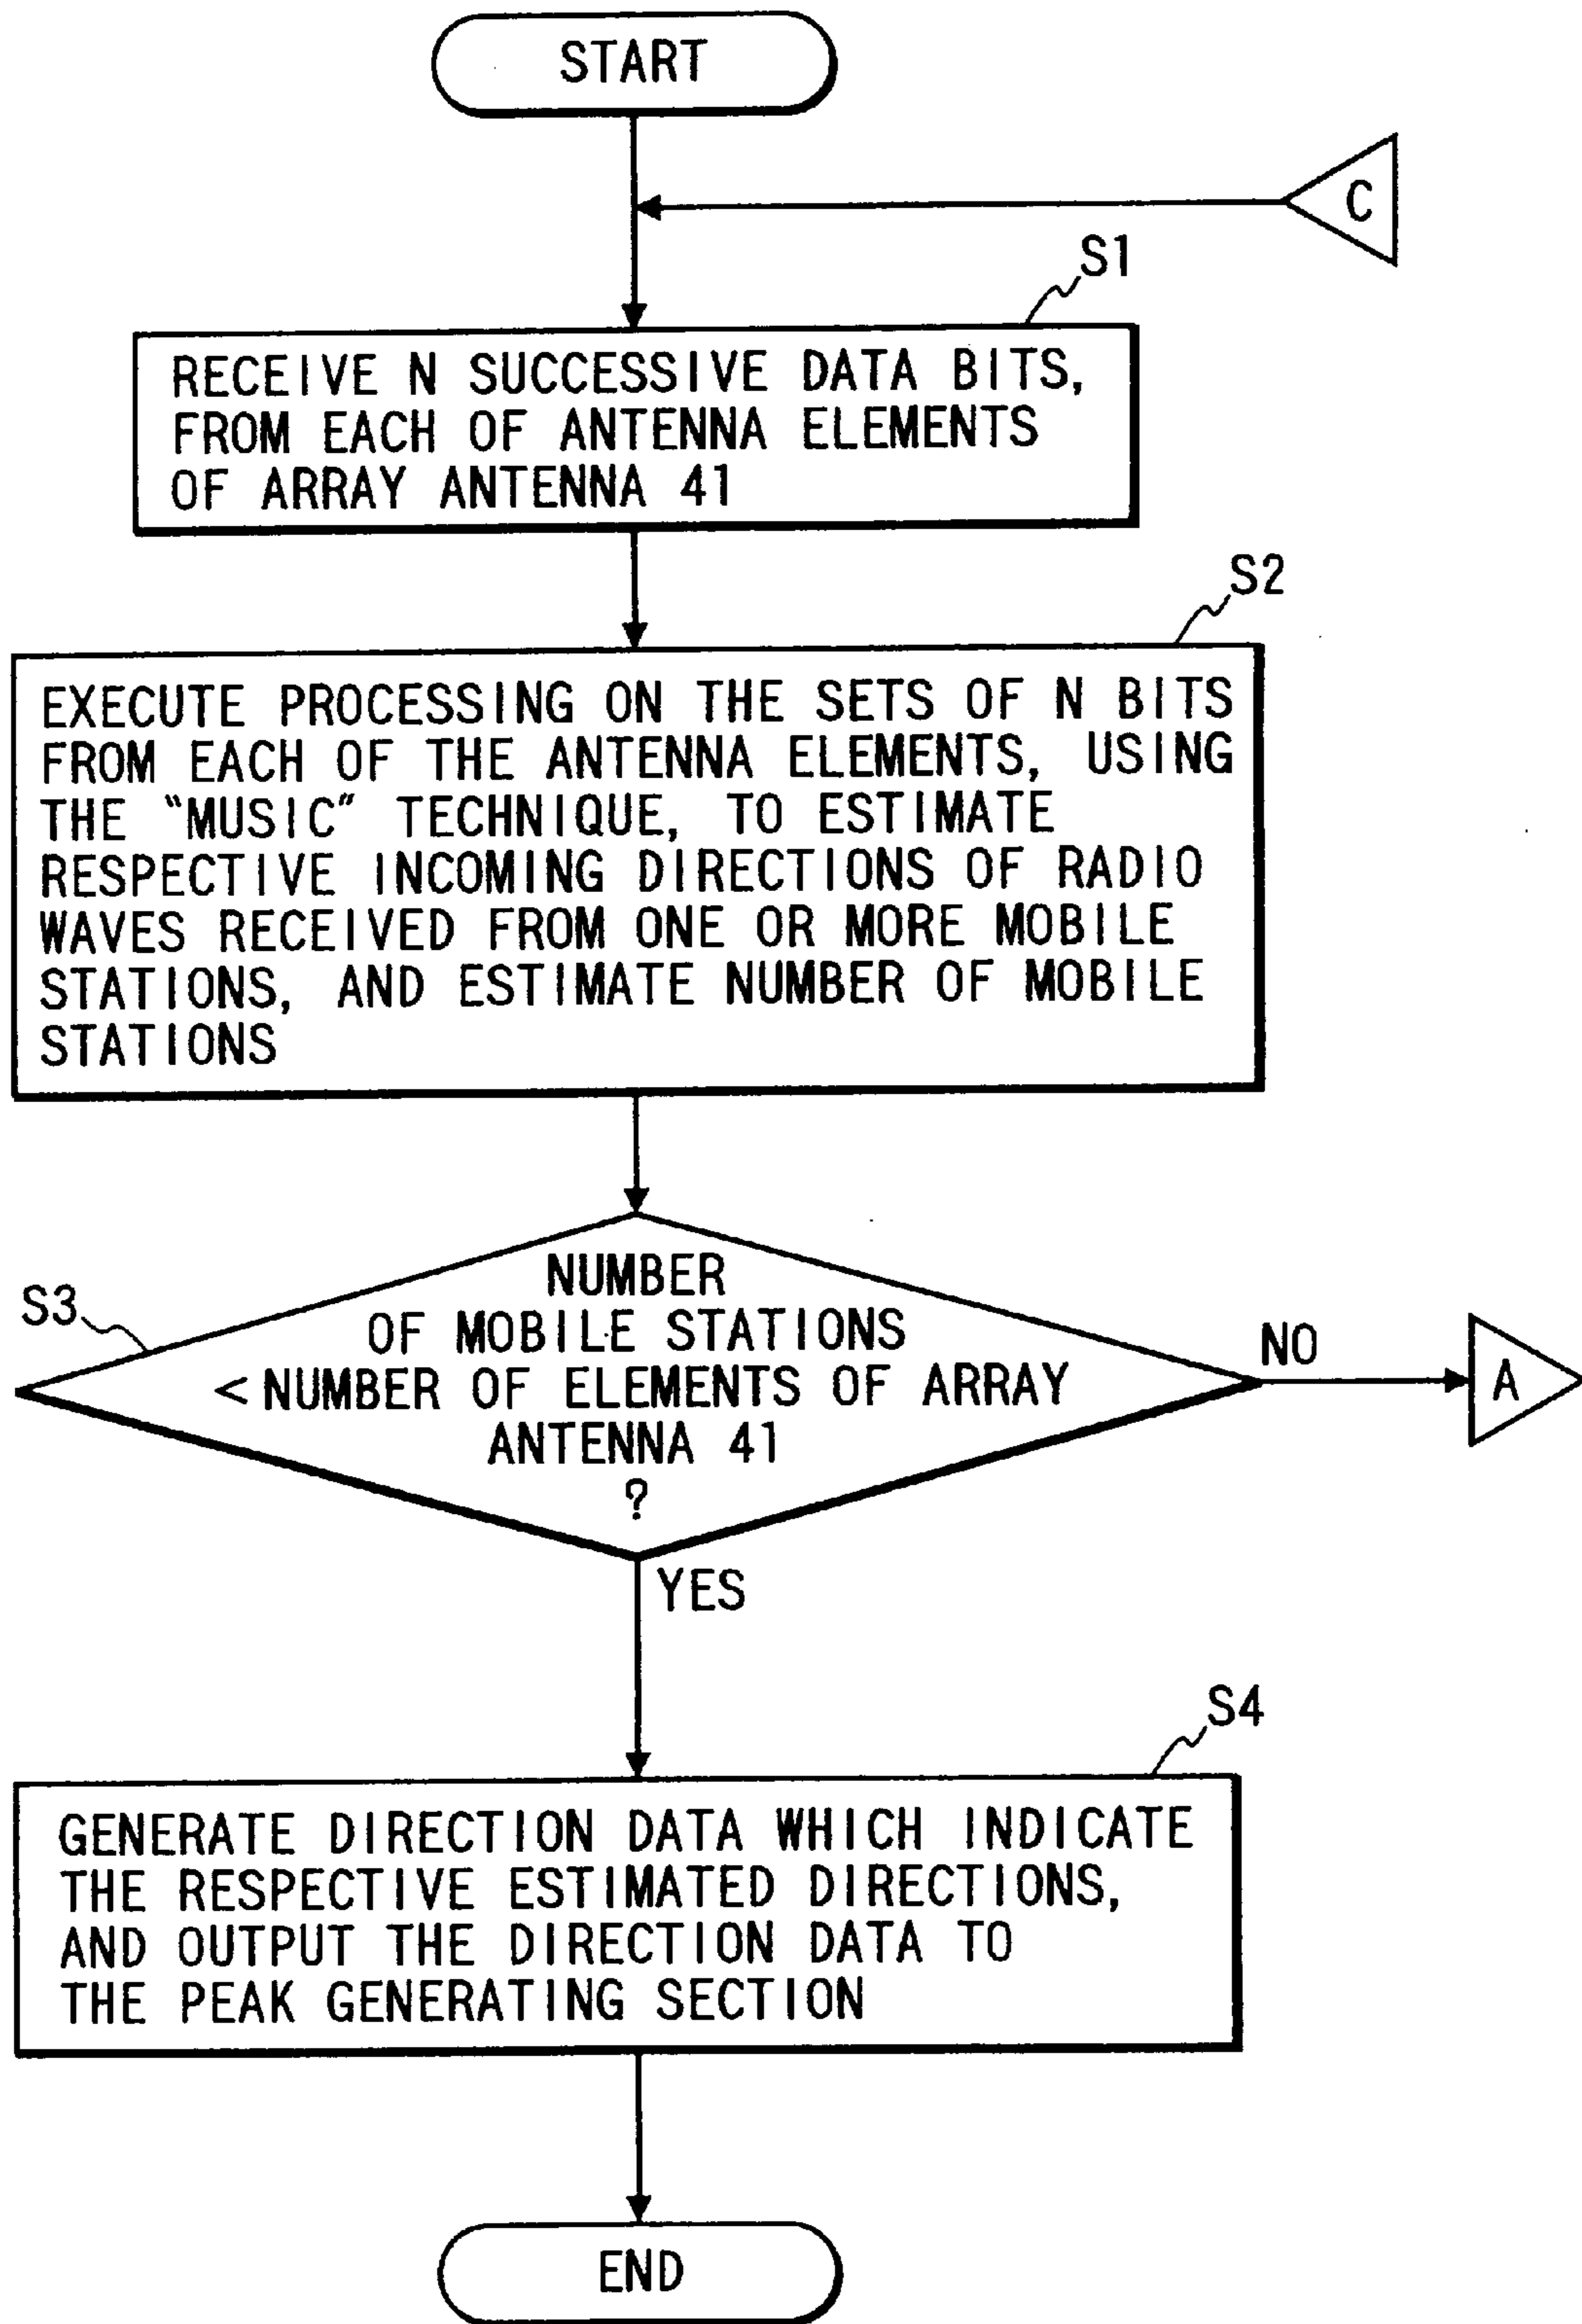 START
C
S1
RECEIVE N SUCCESSIVE DATA BITS,
FROM EACH OF ANTENNA ELEMENTS
OF ARRAY ANTENNA 41
S2
EXECUTE PROCESSING ON THE SETS OF N BITS
FROM EACH OF THE ANTENNA ELEMENTS, USING
THE "MUSIC" TECHNIQUE, TO ESTIMATE
RESPECTIVE INCOMING DIRECTIONS OF RADIO
WAVES RECEIVED FROM ONE OR MORE MOBILE
STATIONS, AND ESTIMATE NUMBER OF MOBILE
STATIONS
S3
NUMBER
OF MOBILE STATIONS
< NUMBER OF ELEMENTS OF ARRAY
ANTENNA 41
?
NO
A
YES
S4
GENERATE DIRECTION DATA WHICH INDICATE
THE RESPECTIVE ESTIMATED DIRECTIONS,
AND OUTPUT THE DIRECTION DATA TO
THE PEAK GENERATING SECTION
END